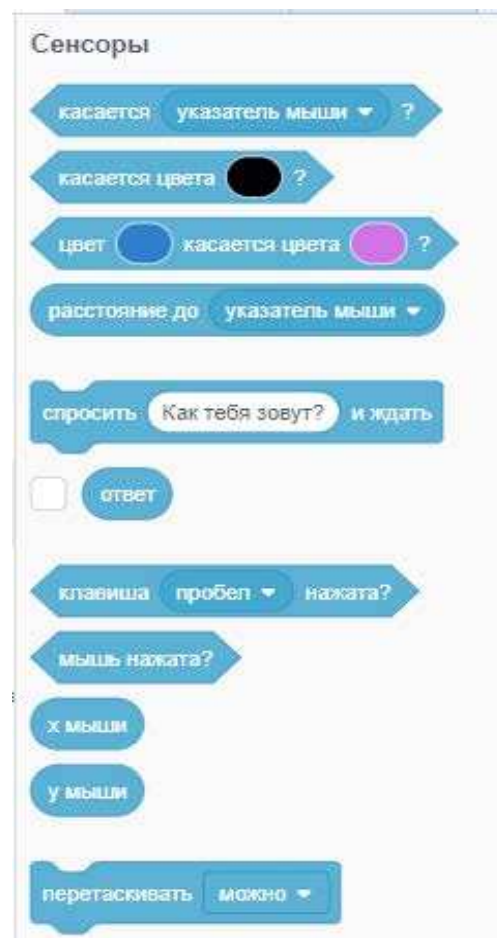 Сенсоры
касается указатель мыши ?
касается цвета ?
цвет касается цвета ?
расстояние до указатель мыши
спросить Как тебя зовут? и ждать
ответ
клавиша пробел нажата?
мышь нажата?
х мыши
у мыши
перетаскивать можно